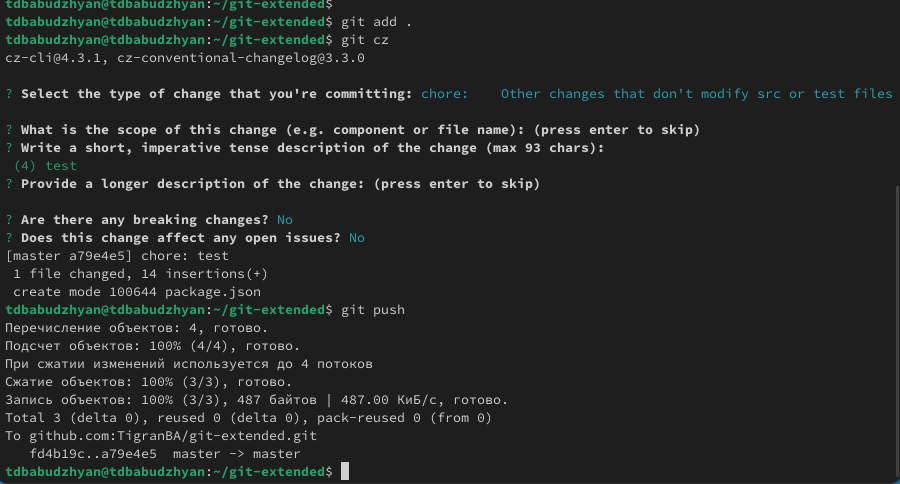 tdbabudzhyan@tdbabudzhyan:~/git-extended$
tdbabudzhyan@tdbabudzhyan:~/git-extended$ git add .
tdbabudzhyan@tdbabudzhyan:~/git-extended$ git cz
cz-cli@4.3.1, cz-conventional-changelog@3.3.0
? Select the type of change that you're committing: chore:    Other changes that don't modify src or test files
? What is the scope of this change (e.g. component or file name): (press enter to skip)
? Write a short, imperative tense description of the change (max 93 chars):
 (4) test
? Provide a longer description of the change: (press enter to skip)
? Are there any breaking changes? No
? Does this change affect any open issues? No
[master a79e4e5] chore: test
 1 file changed, 14 insertions(+)
 create mode 100644 package.json
tdbabudzhyan@tdbabudzhyan:~/git-extended$ git push
Перечисление объектов: 4, готово.
Подсчет объектов: 100% (4/4), готово.
При сжатии изменений используется до 4 потоков
Сжатие объектов: 100% (3/3), готово.
Запись объектов: 100% (3/3), 487 байтов | 487.00 КиБ/с, готово.
Total 3 (delta 0), reused 0 (delta 0), pack-reused 0 (from 0)
To github.com:TigranBA/git-extended.git
   fd4b19c..a79e4e5  master -> master
tdbabudzhyan@tdbabudzhyan:~/git-extended$